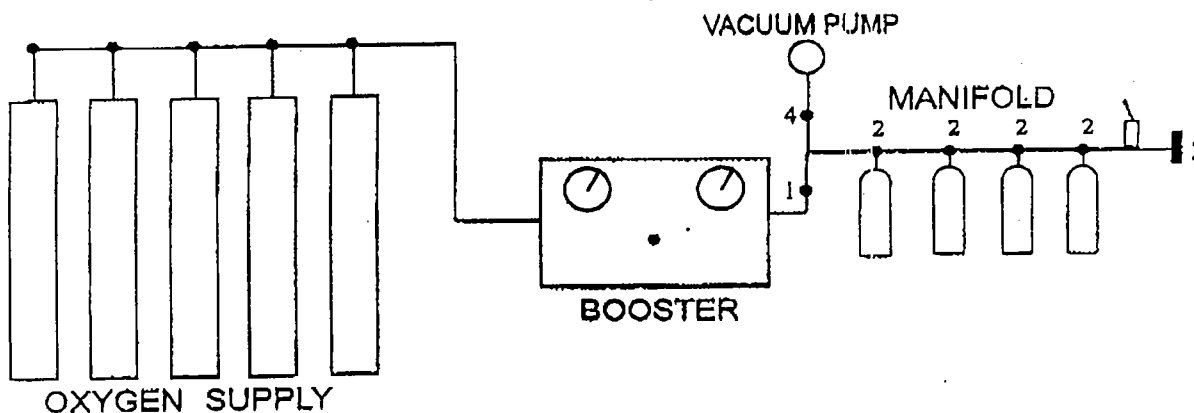 VACUUM PUMP
MANIFOLD
4
2 2 2 2
1
BOOSTER
OXYGEN SUPPLY